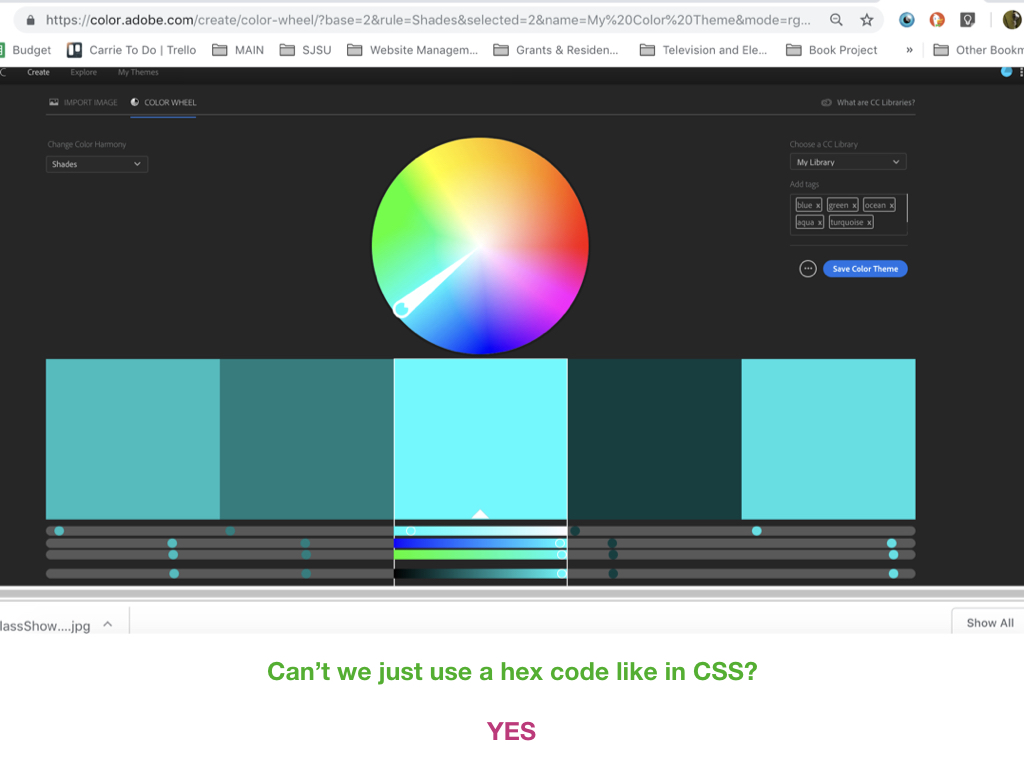 https://color.adobe.com/create/color-wheel/?base=2&rule=Shades&selected=2&name=My%20Color%20Theme&mode=rg...
Budget Carrie To Do | Trello MAIN SJSU Website Managem... Grants & Residen... Television and Ele... Book Project » Other Bookm
C Create Explore My Themes
IMPORT IMAGE COLOR WHEEL What are CC Libraries?
Change Color Harmony Choose a CC Library
Shades My Library
Add tags
blue x green x ocean x
aqua x turquoise x
Save Color Theme
lassShow....jpg Show All
Can’t we just use a hex code like in CSS?
YES